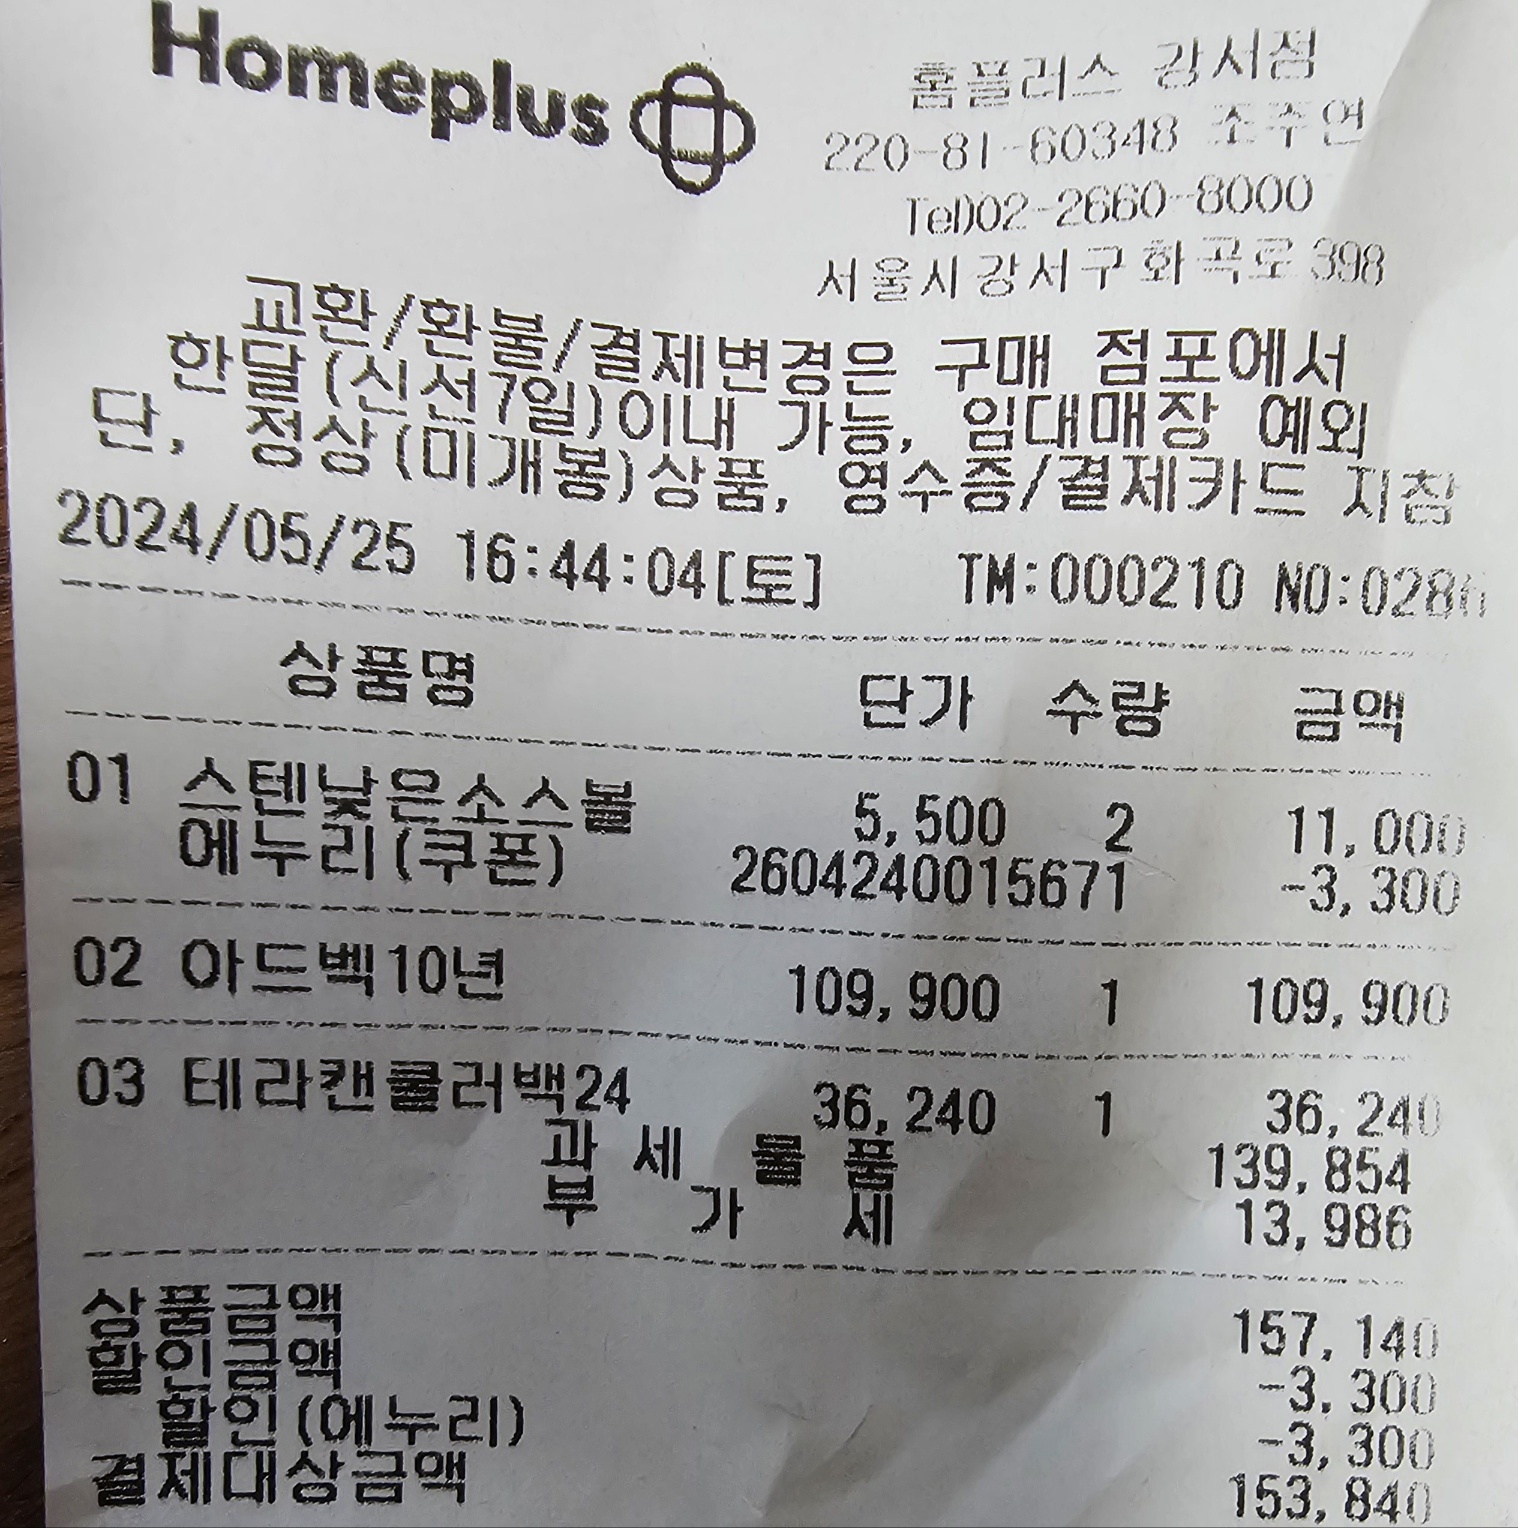 Homeplus
홈플러스 강서점
220-81-60348 조주연
Tel)02-2660-8000
서울시강서구화곡로398
교환/환불/결제변경은 구매 점포에서
한달(신선7일)이내 가능, 임대매장 예외
단, 정상(미개봉)상품, 영수증/결제카드 지참
2024/05/25 16:44:04[토] TM:000210 NO:0286
상품명 단가 수량 금액
01 스텐낮은소스볼 5,500 2 11,000
에누리(쿠폰) 2604240015671 -3,300
02 아드벡10년 109,900 1 109,900
03 테라캔쿨러백24 36,240 1 36,240
과 세 물 품 139,854
부 가 세 13,986
상품금액 157,140
할인금액 -3,300
할인(에누리) -3,300
결제대상금액 153,840